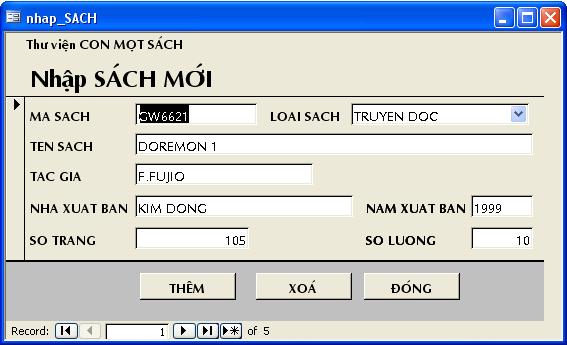 nhap_SACH
Thư viện CON MỌT SÁCH
Nhập SÁCH MỚI
MA SACH GW6621 LOAI SACH TRUYEN DOC
TEN SACH DOREMON 1
TAC GIA F.FUJIO
NHA XUAT BAN KIM DONG NAM XUAT BAN 1999
SO TRANG 105 SO LUONG 10
THÊM XOÁ ĐÓNG
Record: 1 of 5